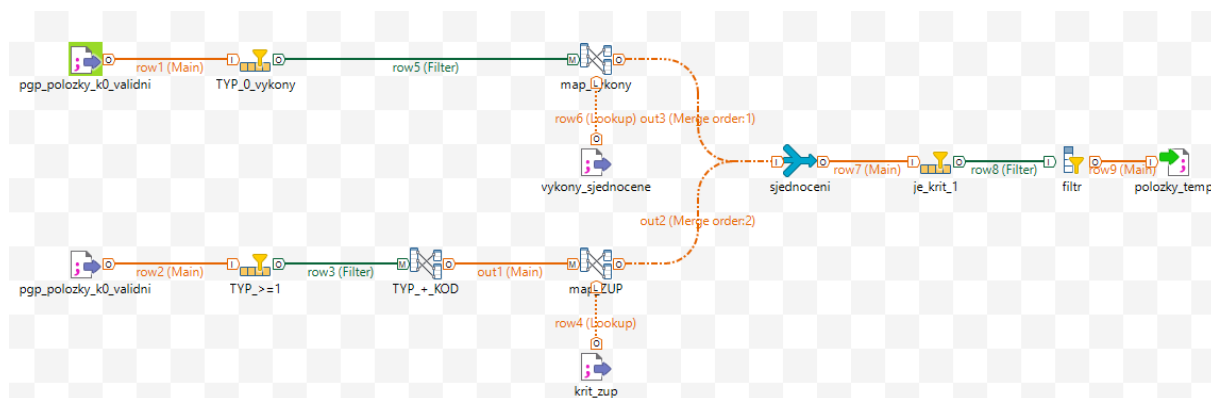 row1 (Main)
row5 (Filter)
pgp_polozky_k0_validni
TYP_0_vykony
map_vykony
row6 (Lookup)
out3 (Merge order:1)
vykony_sjednocene
sjednoceni
row7 (Main)
je_krit_1
row8 (Filter)
filtr
row9 (Main)
polozky_temp
out2 (Merge order:2)
row2 (Main)
row3 (Filter)
out1 (Main)
pgp_polozky_k0_validni
TYP_>=1
TYP_+_KOD
map_ZUP
row4 (Lookup)
krit_zup